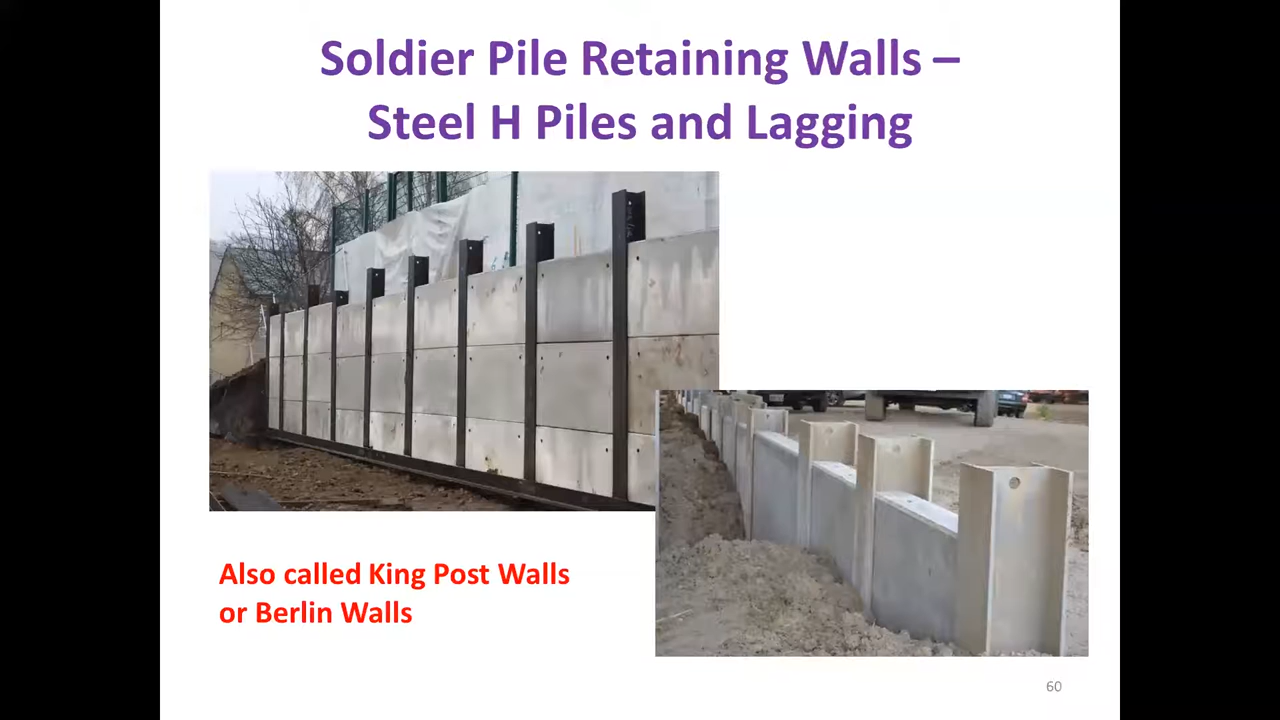 Soldier Pile Retaining Walls –
Steel H Piles and Lagging
Also called King Post Walls
or Berlin Walls
60